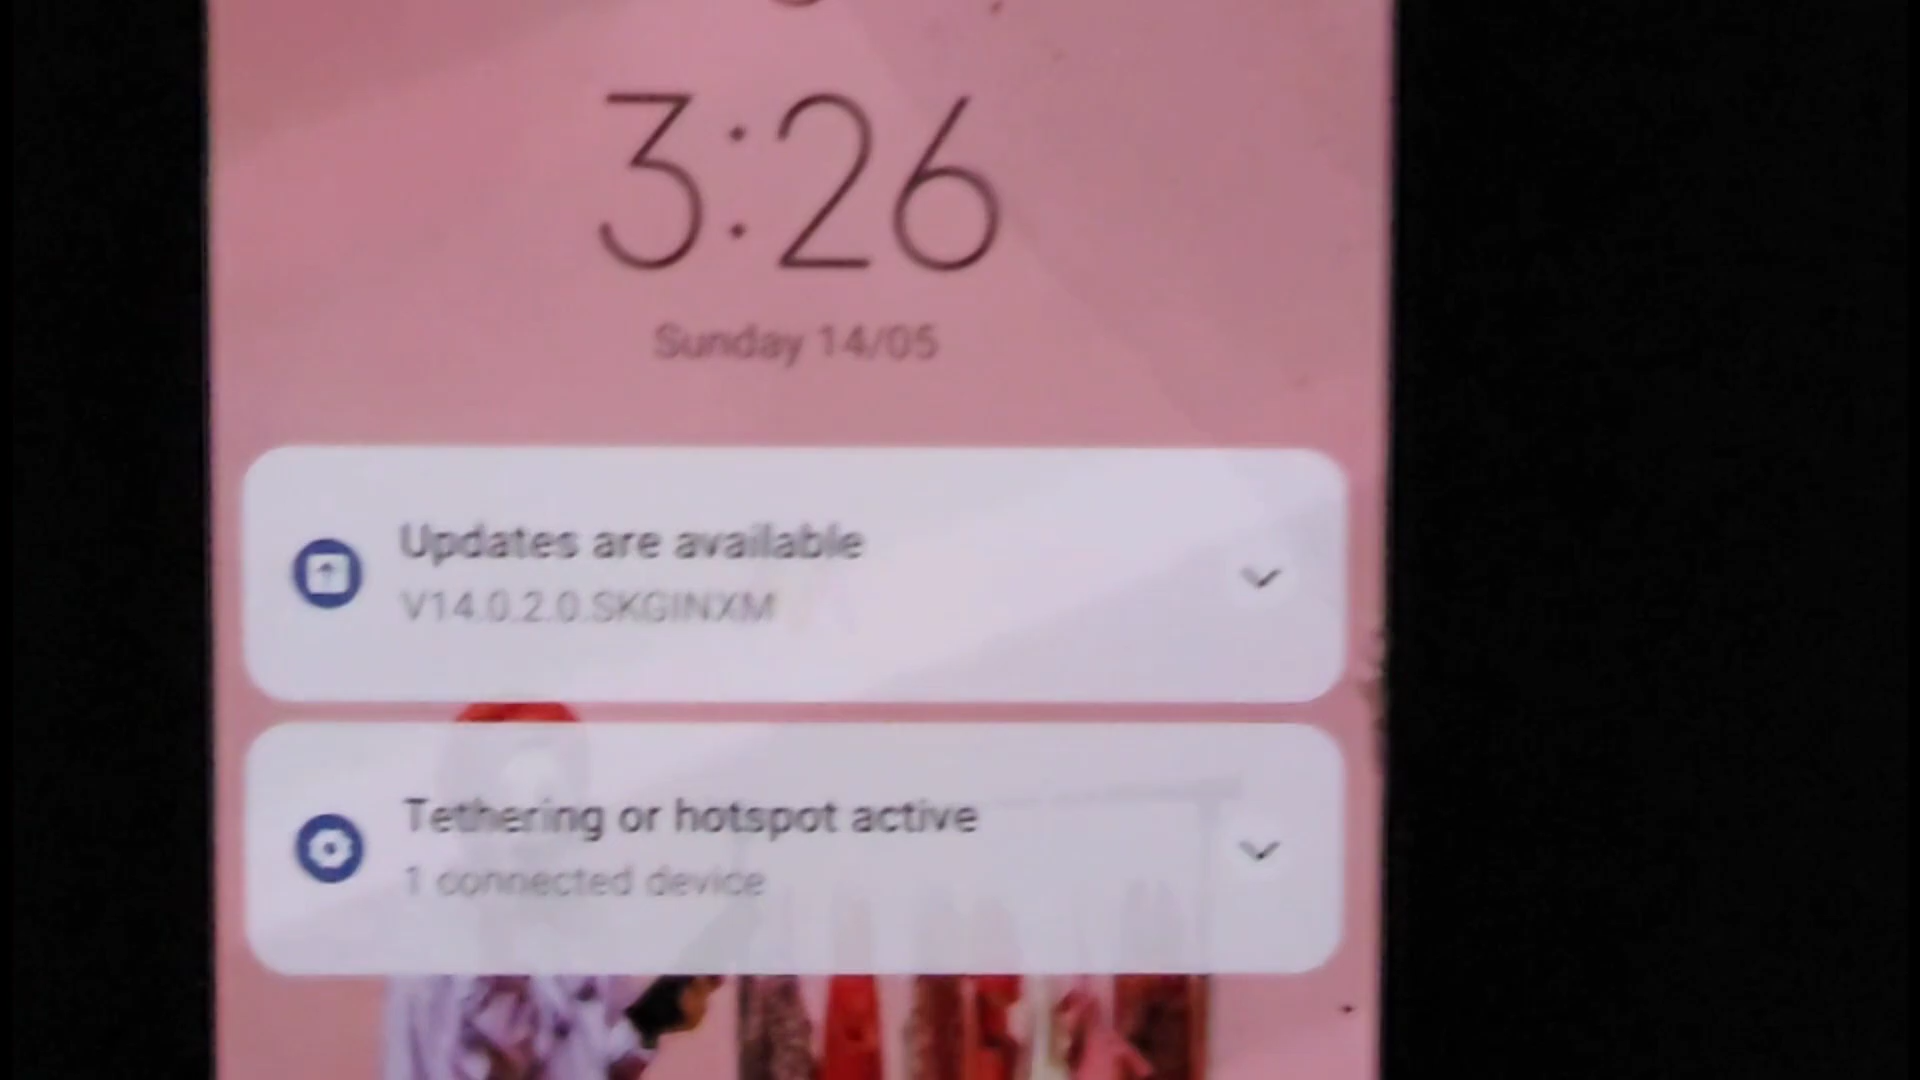 3:26
Sunday 14/05
Updates are available
V14.0.2.0.SKGINXM
Tethering or hotspot active
1 connected device